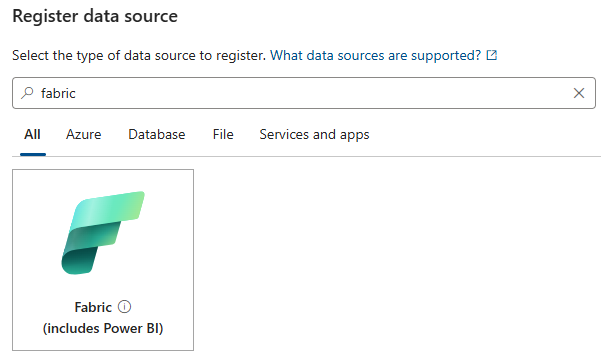 Register data source
Select the type of data source to register. What data sources are supported?
fabric
All Azure Database File Services and apps
Fabric
(includes Power BI)